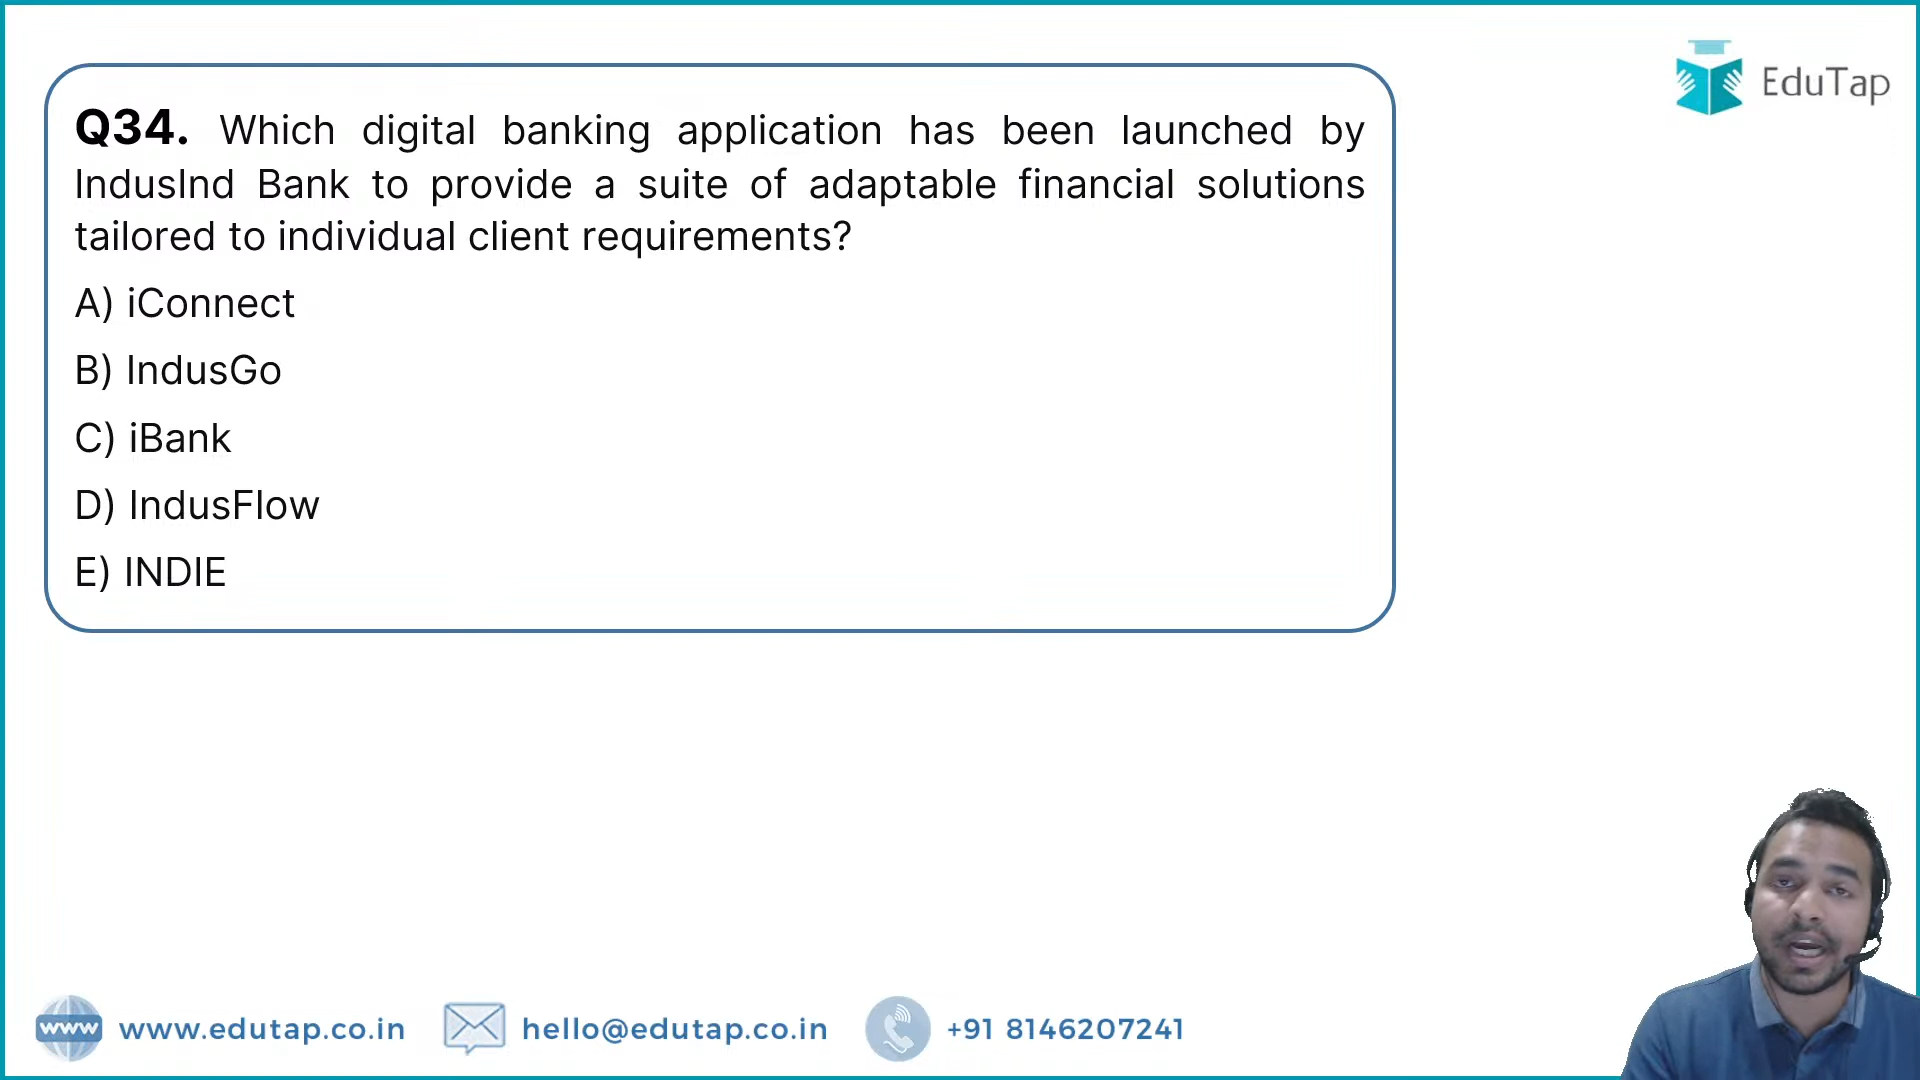 EduTap
Q34. Which digital banking application has been launched by
IndusInd Bank to provide a suite of adaptable financial solutions
tailored to individual client requirements?
A) iConnect
B) IndusGo
C) iBank
D) IndusFlow
E) INDIE
www www.edutap.co.in hello@edutap.co.in +91 8146207241